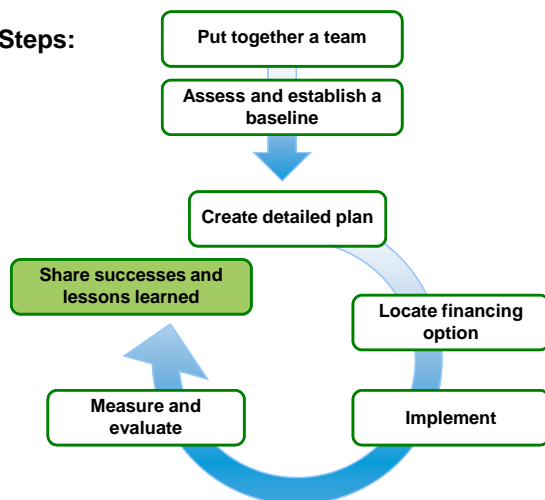 Steps:
Put together a team
Assess and establish a
baseline
Create detailed plan
Share successes and
lessons learned
Locate financing
option
Measure and
evaluate
Implement